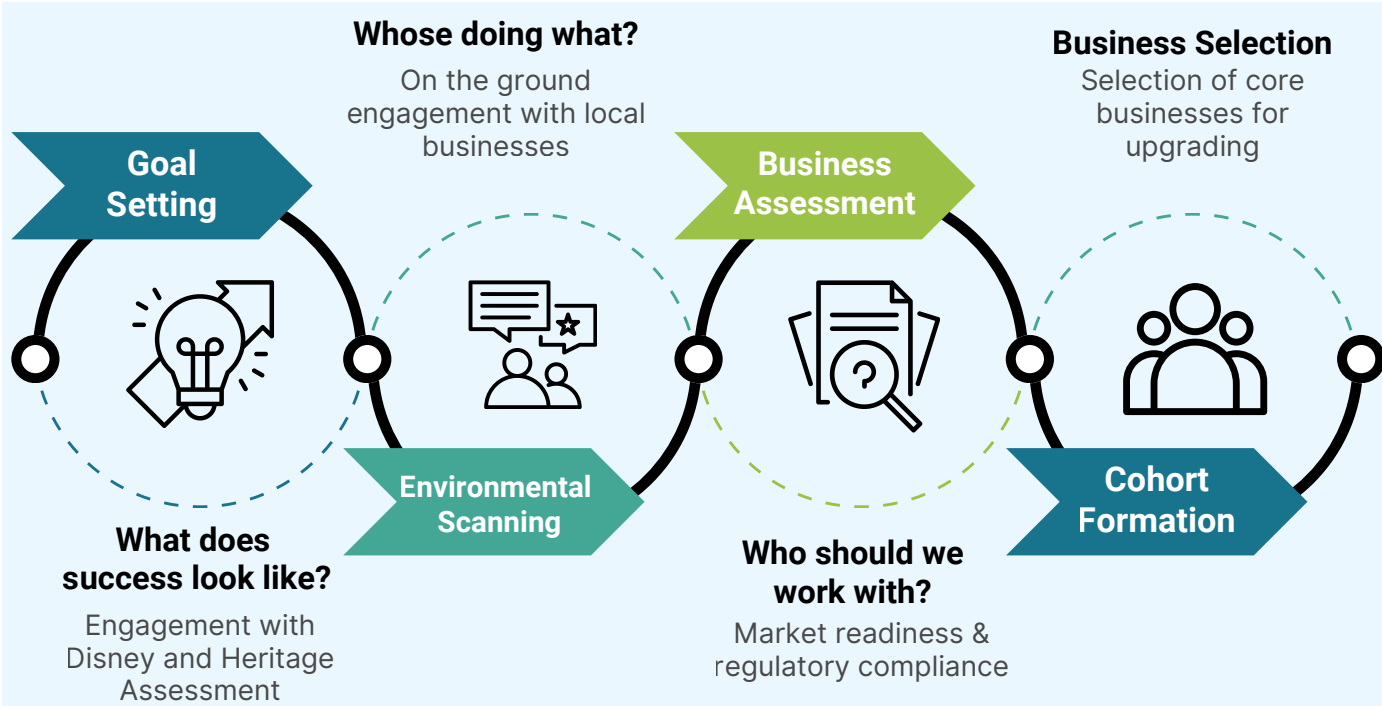 Goal
Setting
What does
success look like?
Engagement with
Disney and Heritage
Assessment
Whose doing what?
On the ground
engagement with local
businesses
Environmental
Scanning
Business
Assessment
Who should we
work with?
Market readiness &
regulatory compliance
Business Selection
Selection of core
businesses for
upgrading
Cohort
Formation
?